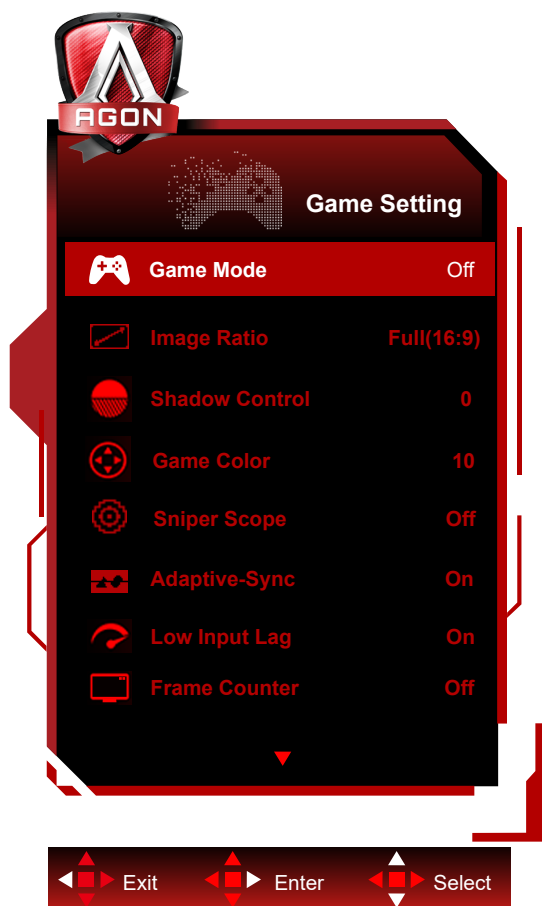 AGON
Game Setting
Game Mode Off
Image Ratio Full(16:9)
Shadow Control 0
Game Color 10
Sniper Scope Off
Adaptive-Sync On
Low Input Lag On
Frame Counter Off
Exit Enter Select